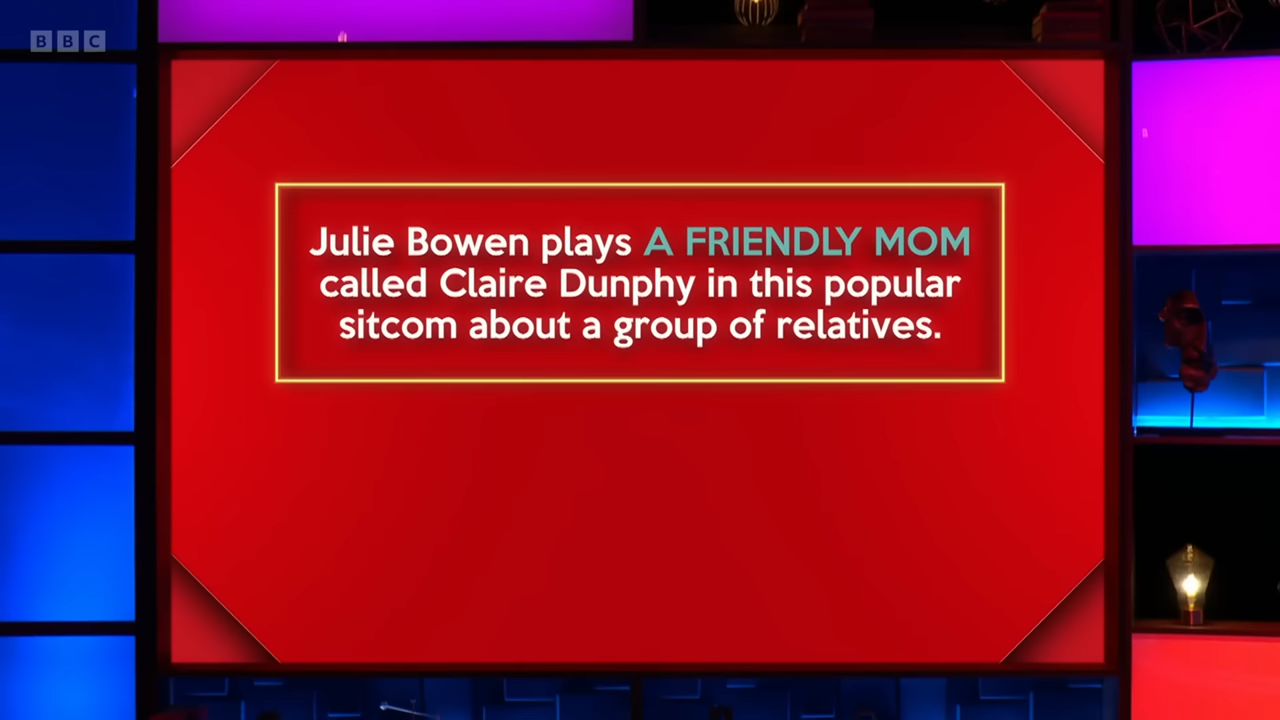 BBC
Julie Bowen plays A FRIENDLY MOM
called Claire Dunphy in this popular
sitcom about a group of relatives.